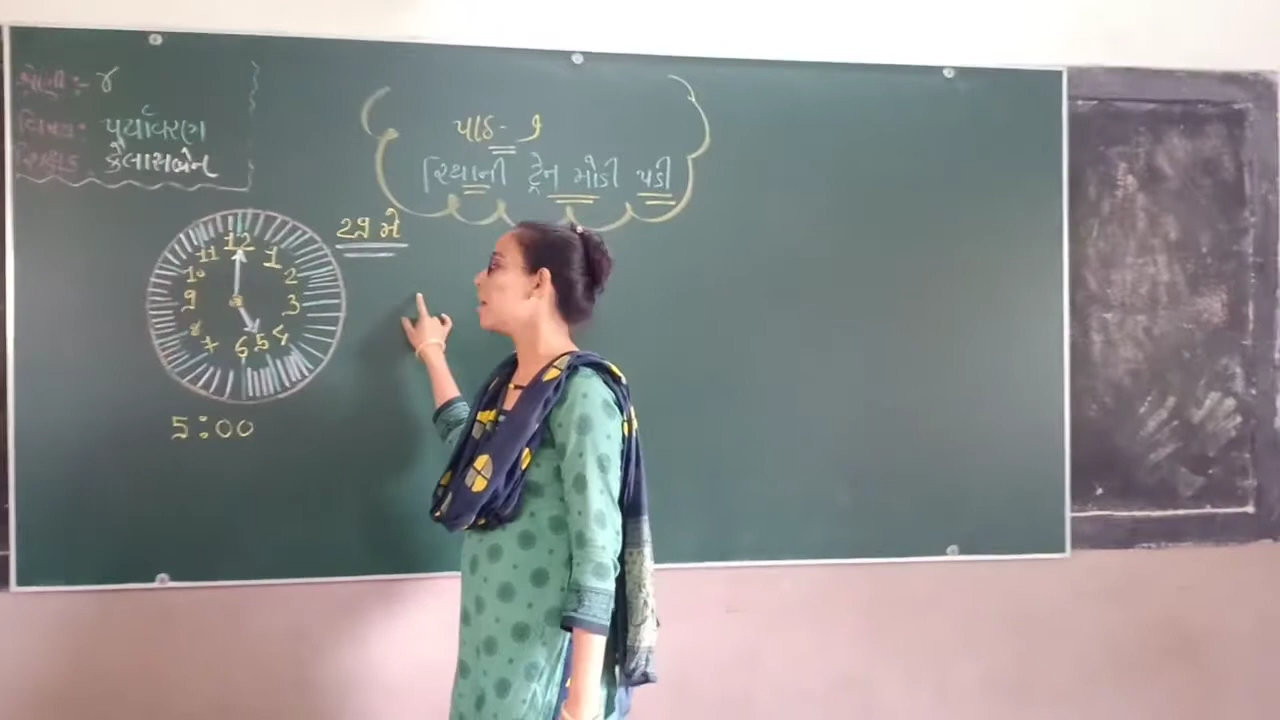 શ્રેણી :- ૪
વિષય: પર્યાવરણ
શિક્ષક: કૈલાસબેન
પાઠ- ૭
રિયાની ટ્રેન મોડી પડી
૨૭ મે
12
11 1
10 2
9 3
8 4
7 6 5
5:00